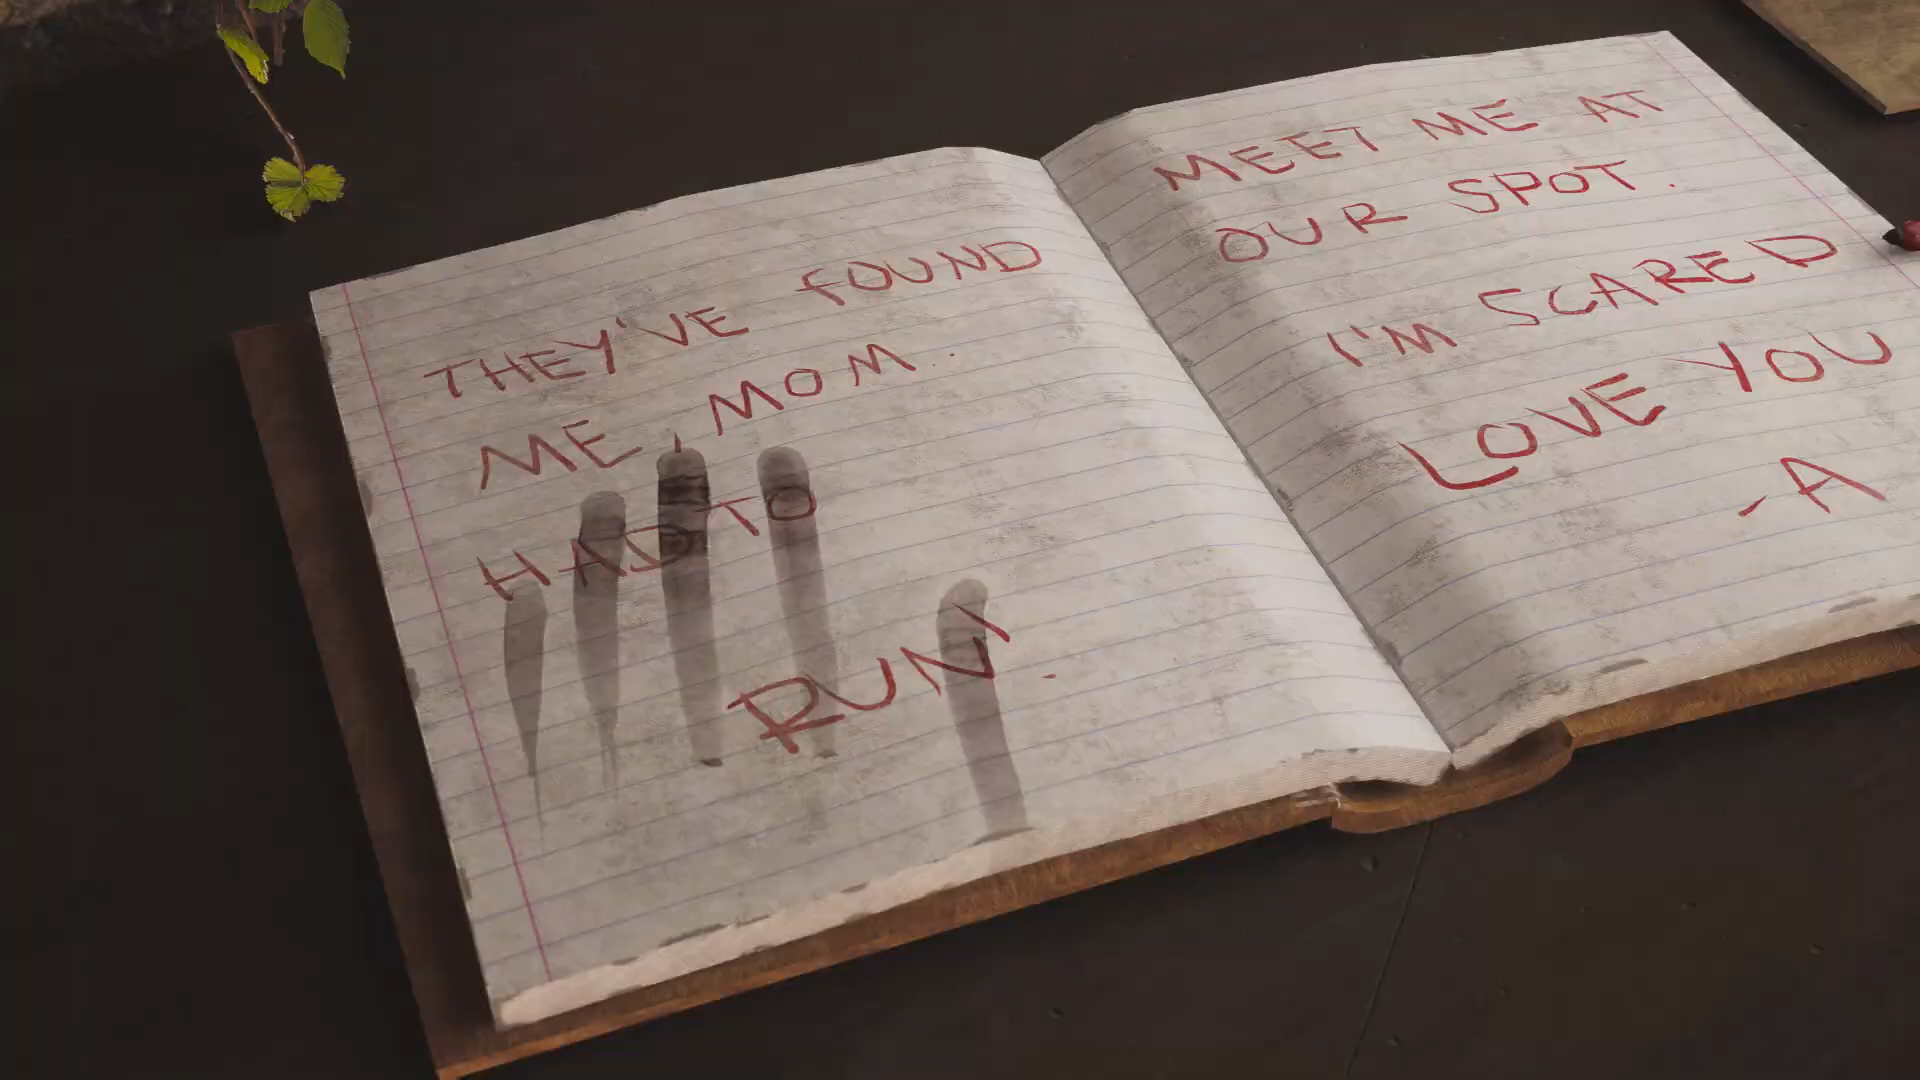 THEY'VE FOUND
ME, MOM.
HAD TO
RUN.
MEET ME AT
OUR SPOT.
I'M SCARED
LOVE YOU
-A